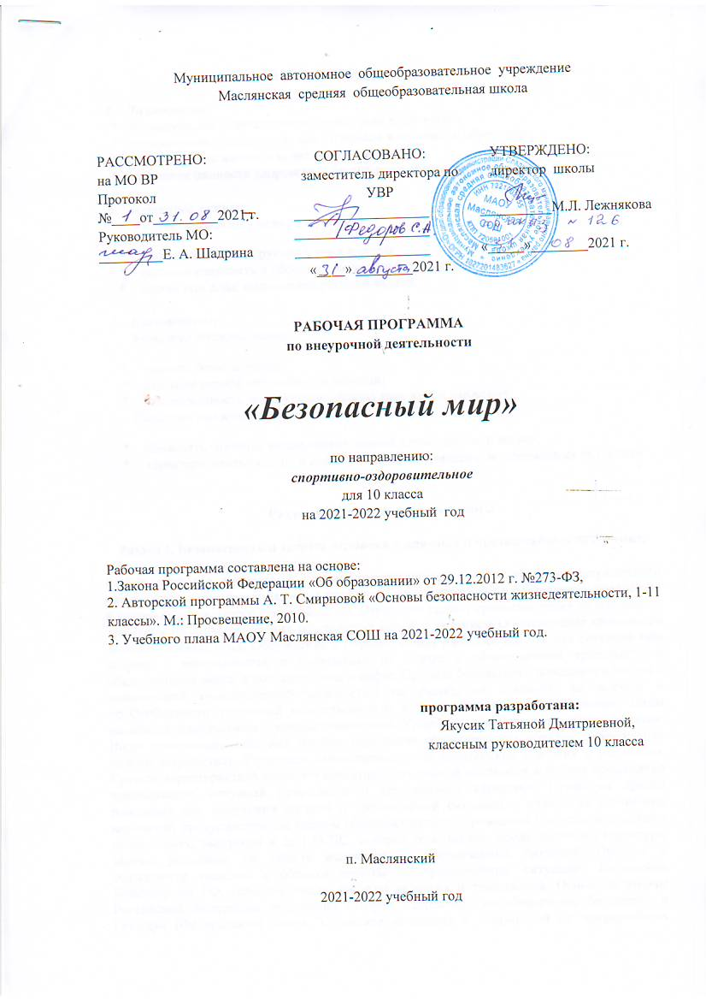 Муниципальное автономное общеобразовательное учреждение
Маслянская средняя общеобразовательная школа
РАССМОТРЕНО:
на МО ВР
Протокол
№ 1 от 31. 08 2021 г.
Руководитель МО:
Е. А. Шадрина
СОГЛАСОВАНО:
заместитель директора по
УВР
/Федоров С.А.
« 31 » августа 2021 г.
УТВЕРЖДЕНО:
директор школы
М.Л. Лежнякова
№ 126
« » 08 2021 г.
МАОУ
СОШ
РАБОЧАЯ ПРОГРАММА
по внеурочной деятельности
«Безопасный мир»
по направлению:
спортивно-оздоровительное
для 10 класса
на 2021-2022 учебный год
Рабочая программа составлена на основе:
1.Закона Российской Федерации «Об образовании» от 29.12.2012 г. №273-ФЗ,
2. Авторской программы А. Т. Смирновой «Основы безопасности жизнедеятельности, 1-11
классы». М.: Просвещение, 2010.
3. Учебного плана МАОУ Маслянская СОШ на 2021-2022 учебный год.
программа разработана:
Якусик Татьяной Дмитриевной,
классным руководителем 10 класса
п. Маслянский
2021-2022 учебный год